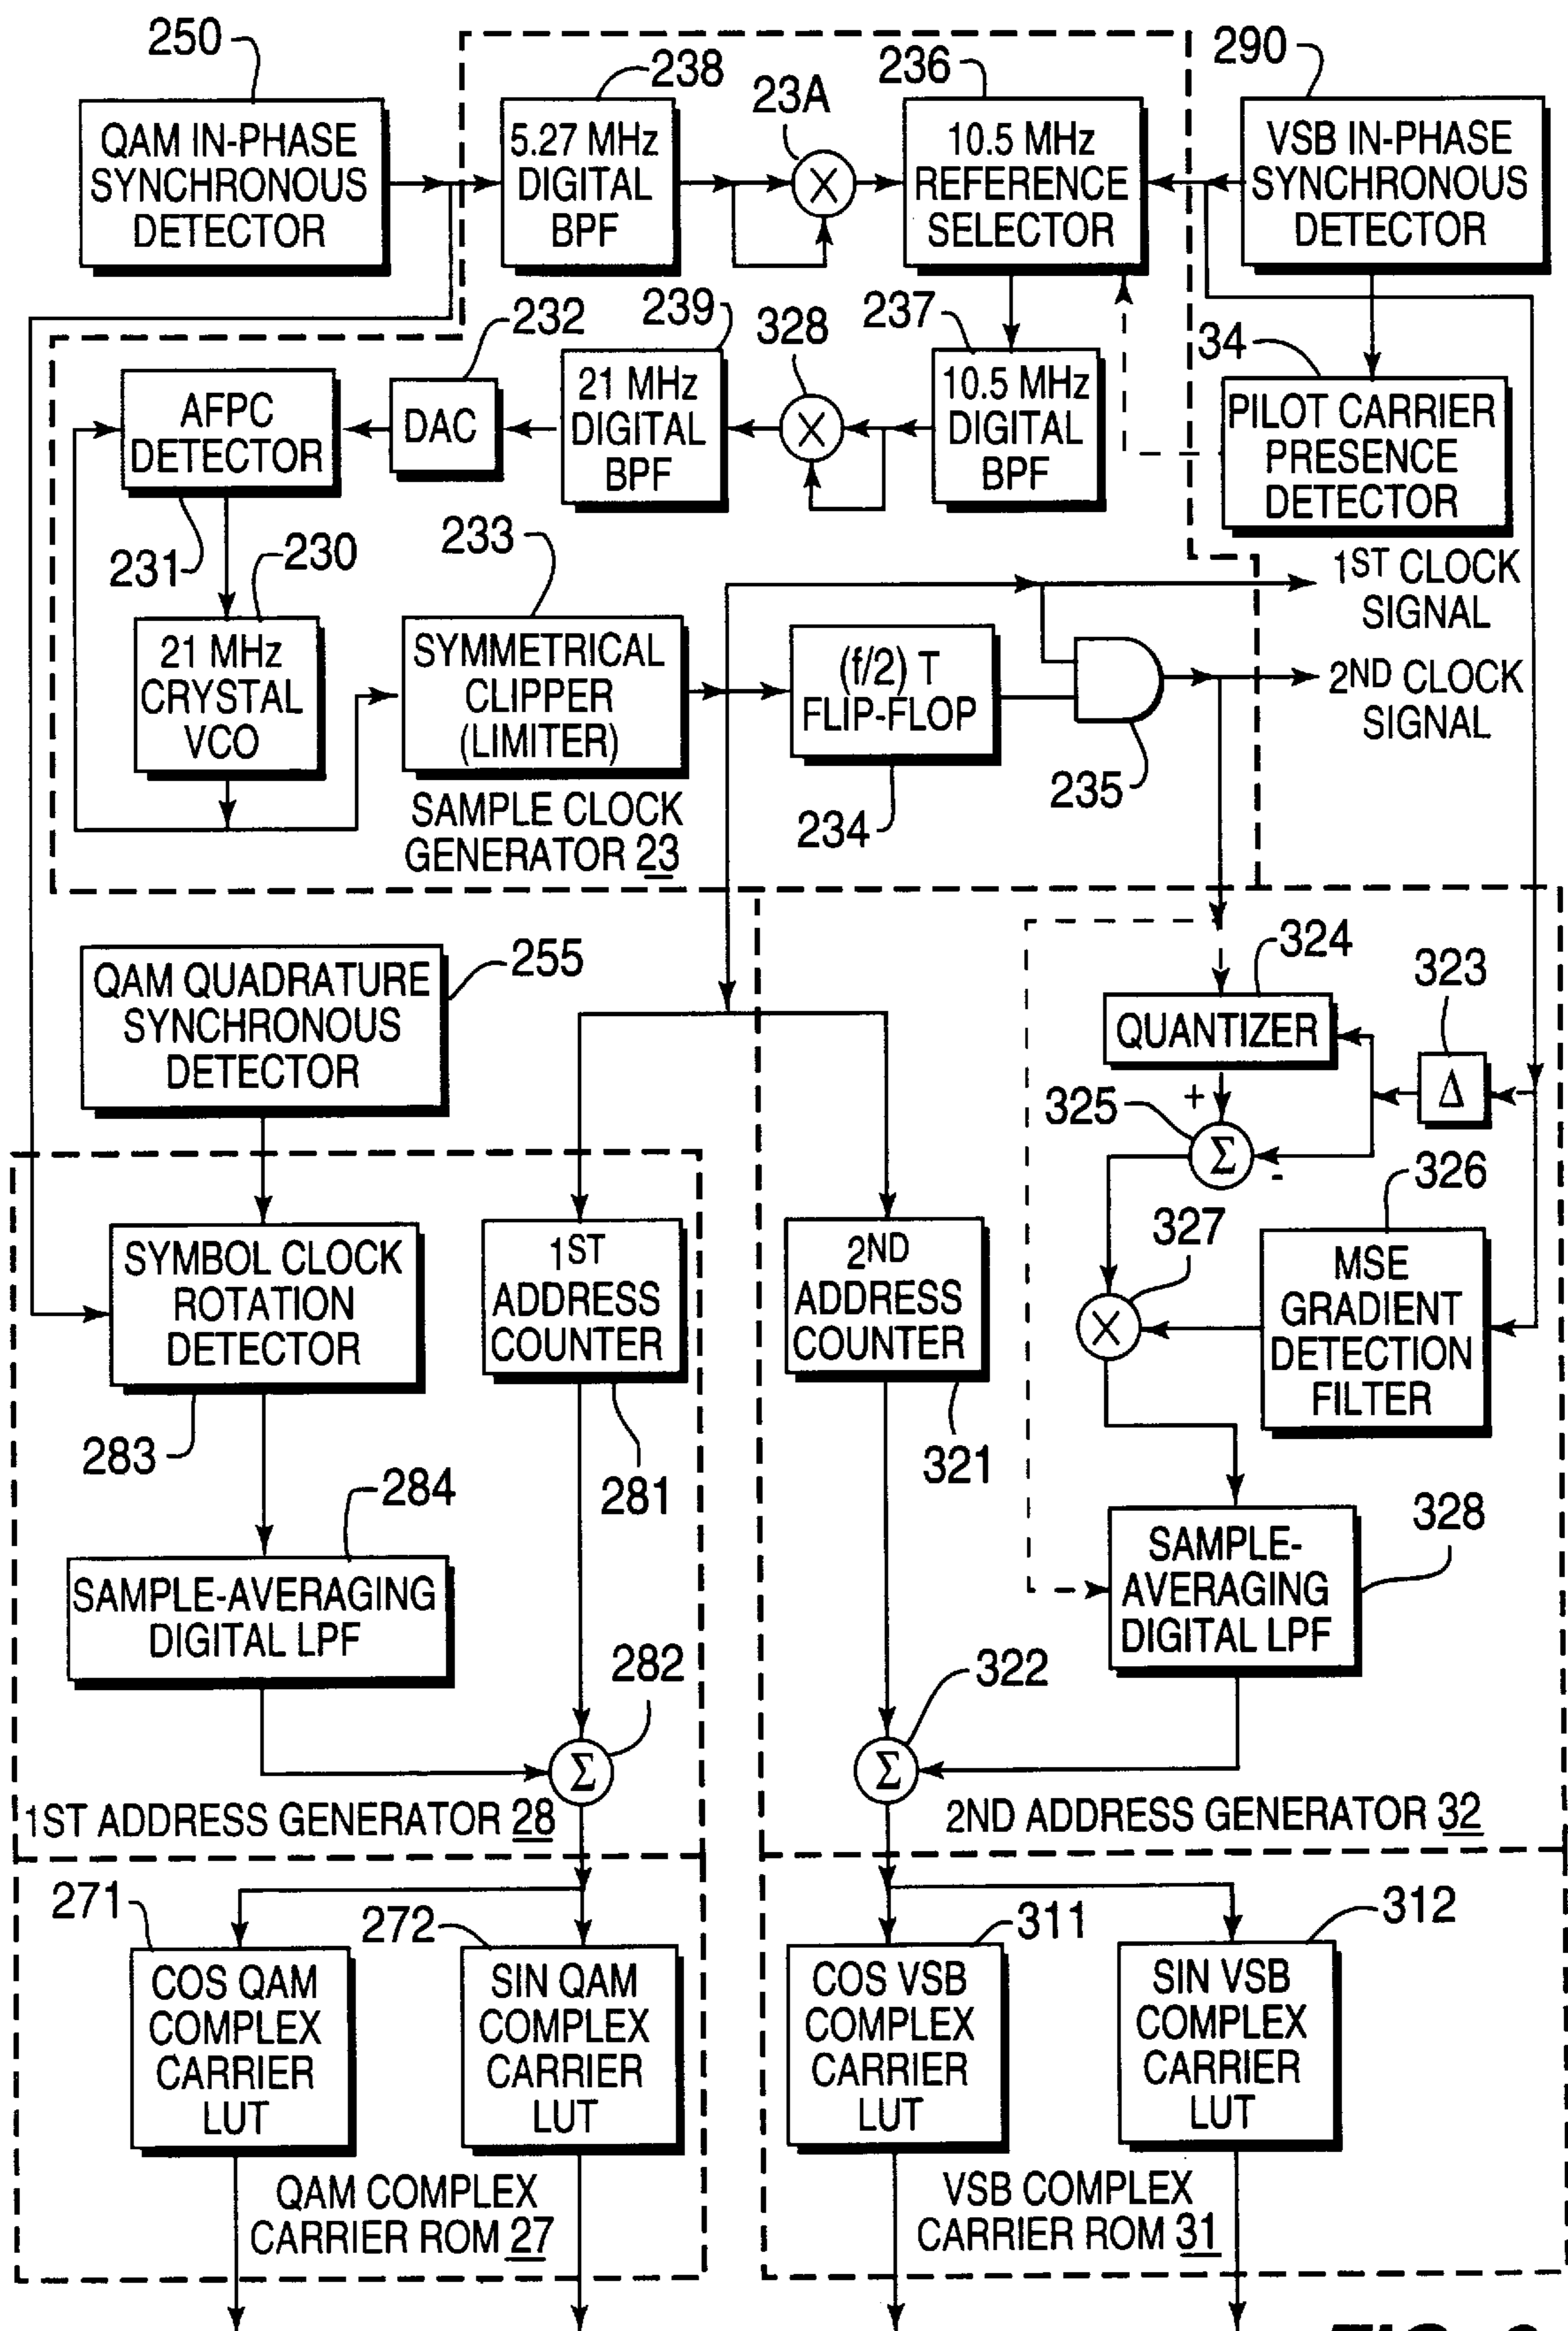 250
238
23A
236
290
QAM IN-PHASE
SYNCHRONOUS
DETECTOR
5.27 MHz
DIGITAL
BPF
X
10.5 MHz
REFERENCE
SELECTOR
VSB IN-PHASE
SYNCHRONOUS
DETECTOR
232
239
328
237
34
AFPC
DETECTOR
DAC
21 MHz
DIGITAL
BPF
X
10.5 MHz
DIGITAL
BPF
PILOT CARRIER
PRESENCE
DETECTOR
231
230
233
1ST CLOCK
SIGNAL
21 MHz
CRYSTAL
VCO
SYMMETRICAL
CLIPPER
(LIMITER)
(f/2) T
FLIP-FLOP
2ND CLOCK
SIGNAL
235
234
SAMPLE CLOCK
GENERATOR 23
255
324
323
QAM QUADRATURE
SYNCHRONOUS
DETECTOR
QUANTIZER
Δ
+
325
Σ
-
326
327
SYMBOL CLOCK
ROTATION
DETECTOR
1ST
ADDRESS
COUNTER
2ND
ADDRESS
COUNTER
X
MSE
GRADIENT
DETECTION
FILTER
283
281
321
284
328
SAMPLE-AVERAGING
DIGITAL LPF
SAMPLE-
AVERAGING
DIGITAL LPF
282
322
Σ
Σ
1ST ADDRESS GENERATOR 28
2ND ADDRESS GENERATOR 32
271
272
311
312
COS QAM
COMPLEX
CARRIER
LUT
SIN QAM
COMPLEX
CARRIER
LUT
COS VSB
COMPLEX
CARRIER
LUT
SIN VSB
COMPLEX
CARRIER
LUT
QAM COMPLEX
CARRIER ROM 27
VSB COMPLEX
CARRIER ROM 31